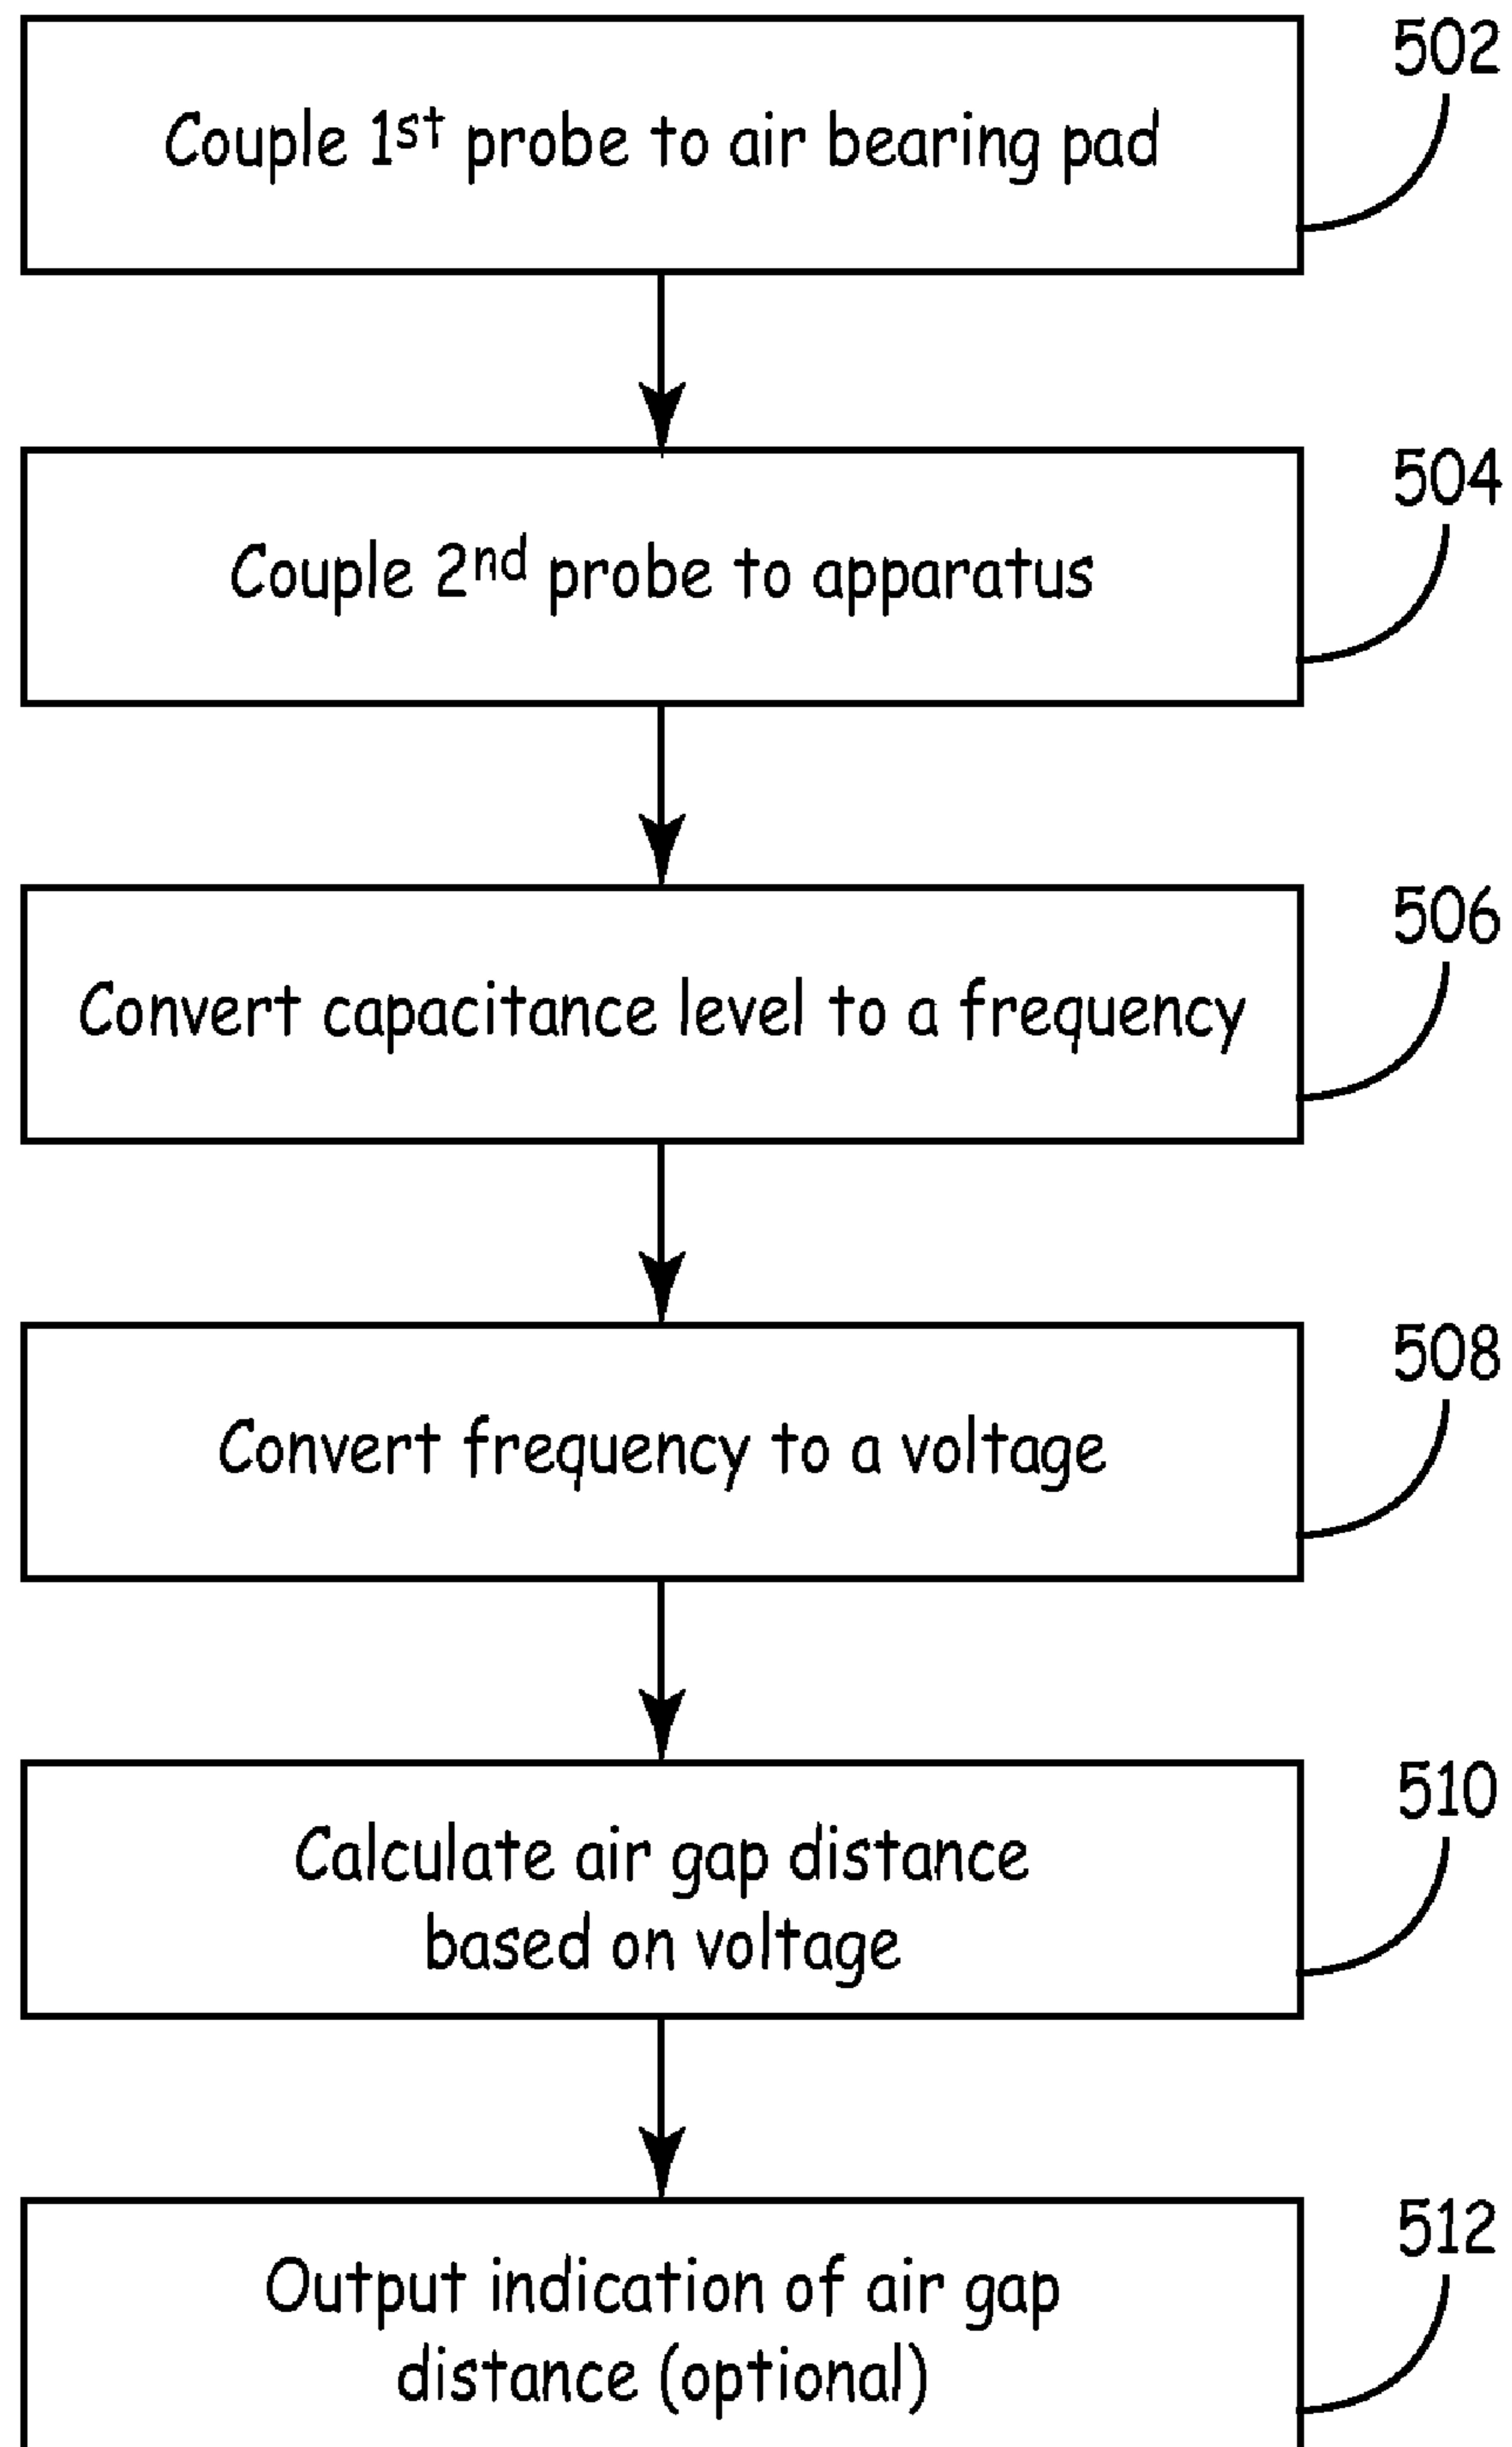 502
Couple 1st probe to air bearing pad
504
Couple 2nd probe to apparatus
506
Convert capacitance level to a frequency
508
Convert frequency to a voltage
510
Calculate air gap distance
based on voltage
512
Output indication of air gap
distance (optional)